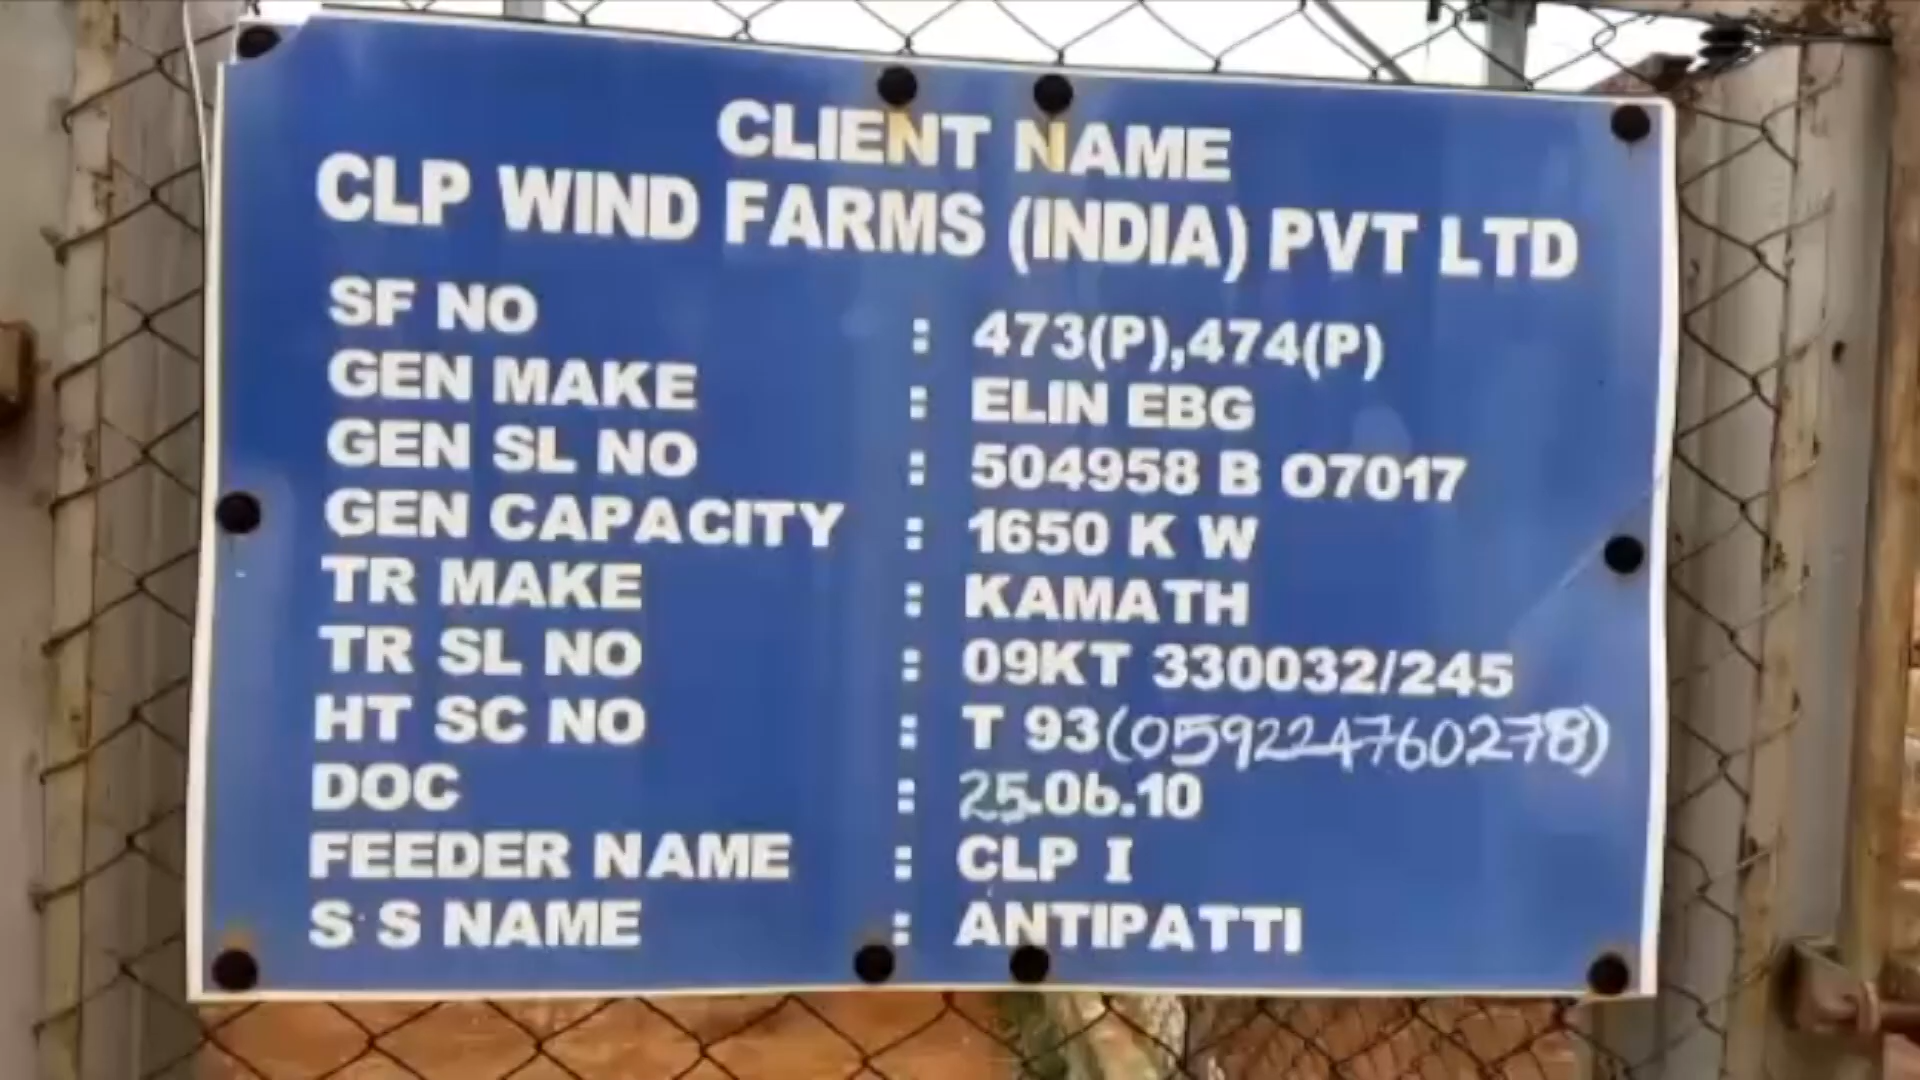 CLIENT NAME
CLP WIND FARMS (INDIA) PVT LTD
SF NO : 473(P),474(P)
GEN MAKE : ELIN EBG
GEN SL NO : 504958 B 07017
GEN CAPACITY : 1650 K W
TR MAKE : KAMATH
TR SL NO : 09KT 330032/245
HT SC NO : T 93(059224760278)
DOC : 25.06.10
FEEDER NAME : CLP I
S S NAME : ANTIPATTI